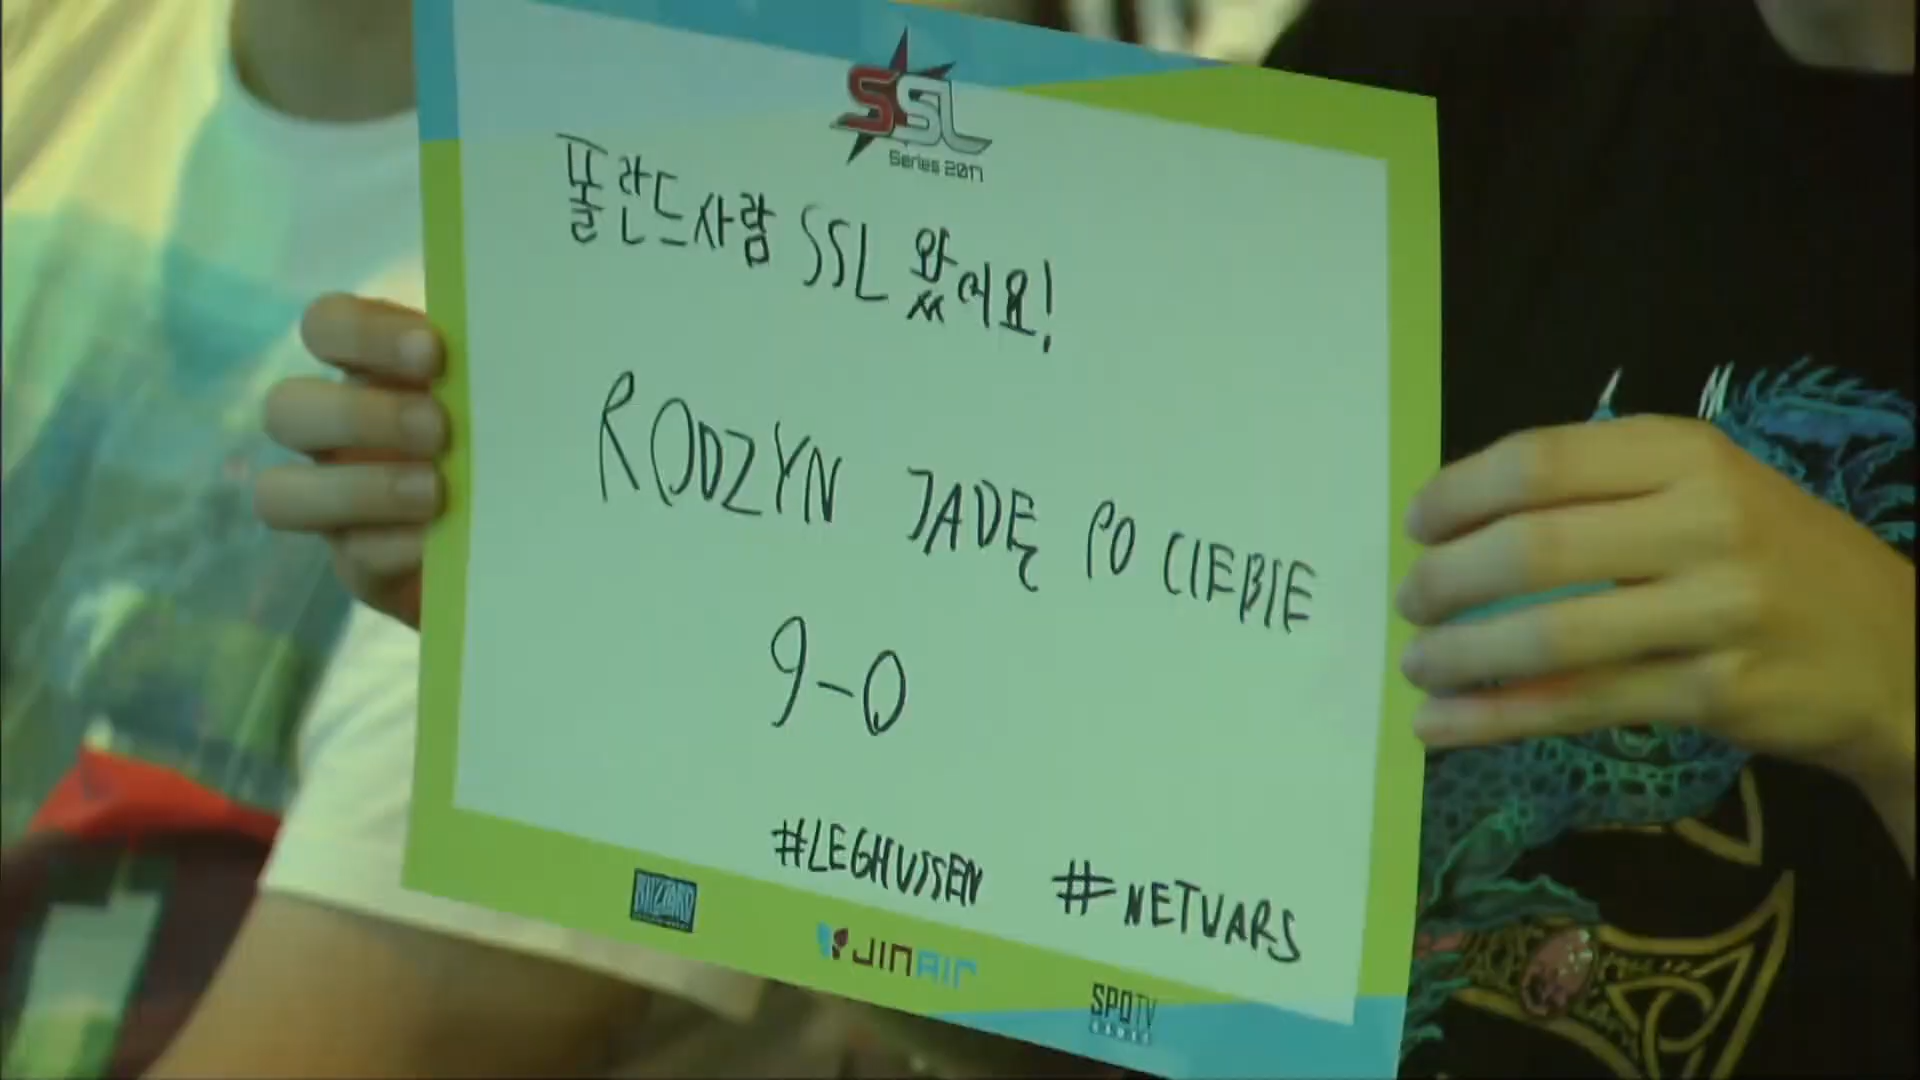 SSL
Series 2017
폴란드사람 SSL 왔어요!
RODZYN JADĘ PO CIEBIE
9-0
#LEGHUSSEN #NETWARS
BLIZZARD
JINAIR
SPOTV
GAMES